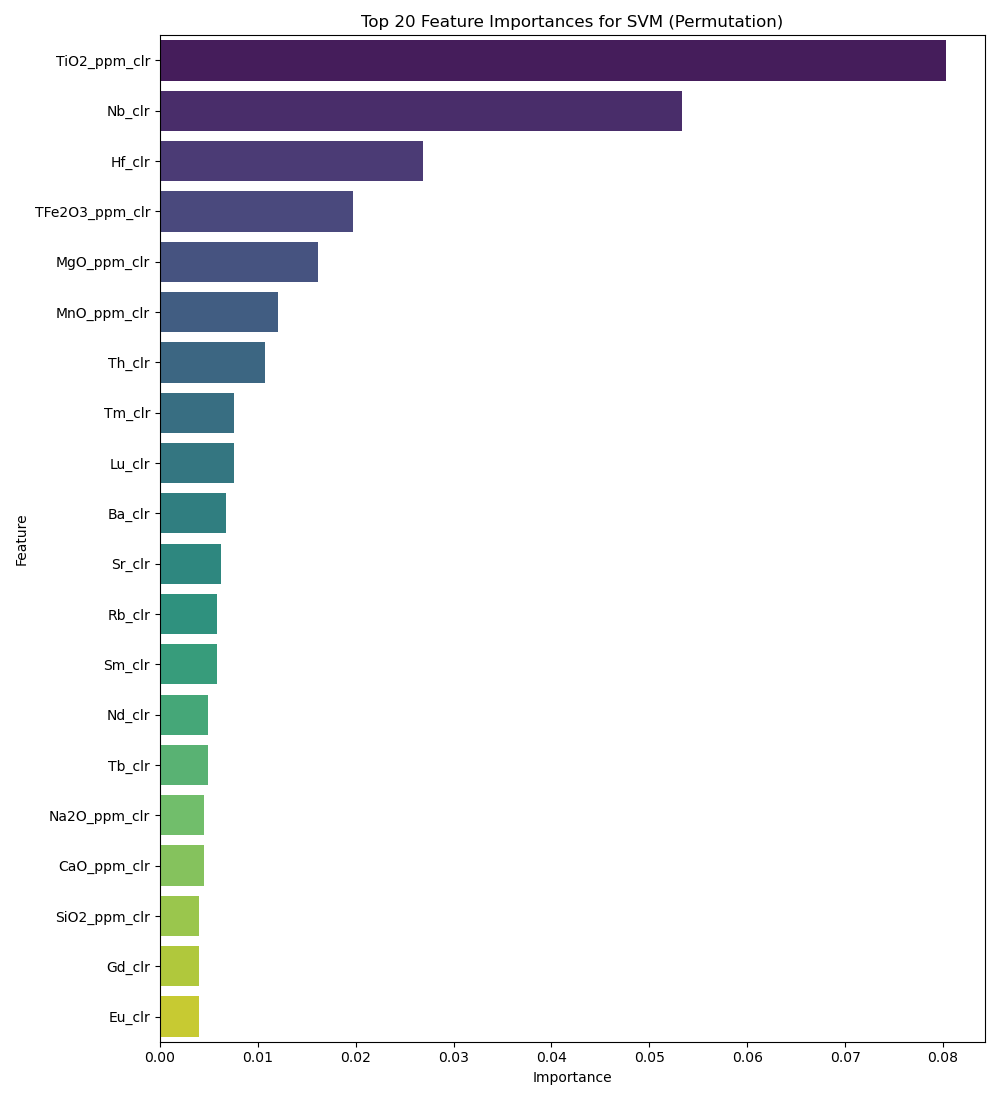 Top 20 Feature Importances for SVM (Permutation)
TiO2_ppm_clr
Nb_clr
Hf_clr
TFe2O3_ppm_clr
MgO_ppm_clr
MnO_ppm_clr
Th_clr
Tm_clr
Lu_clr
Ba_clr
Sr_clr
Rb_clr
Sm_clr
Nd_clr
Tb_clr
Na2O_ppm_clr
CaO_ppm_clr
SiO2_ppm_clr
Gd_clr
Eu_clr
Feature
0.00 0.01 0.02 0.03 0.04 0.05 0.06 0.07 0.08
Importance